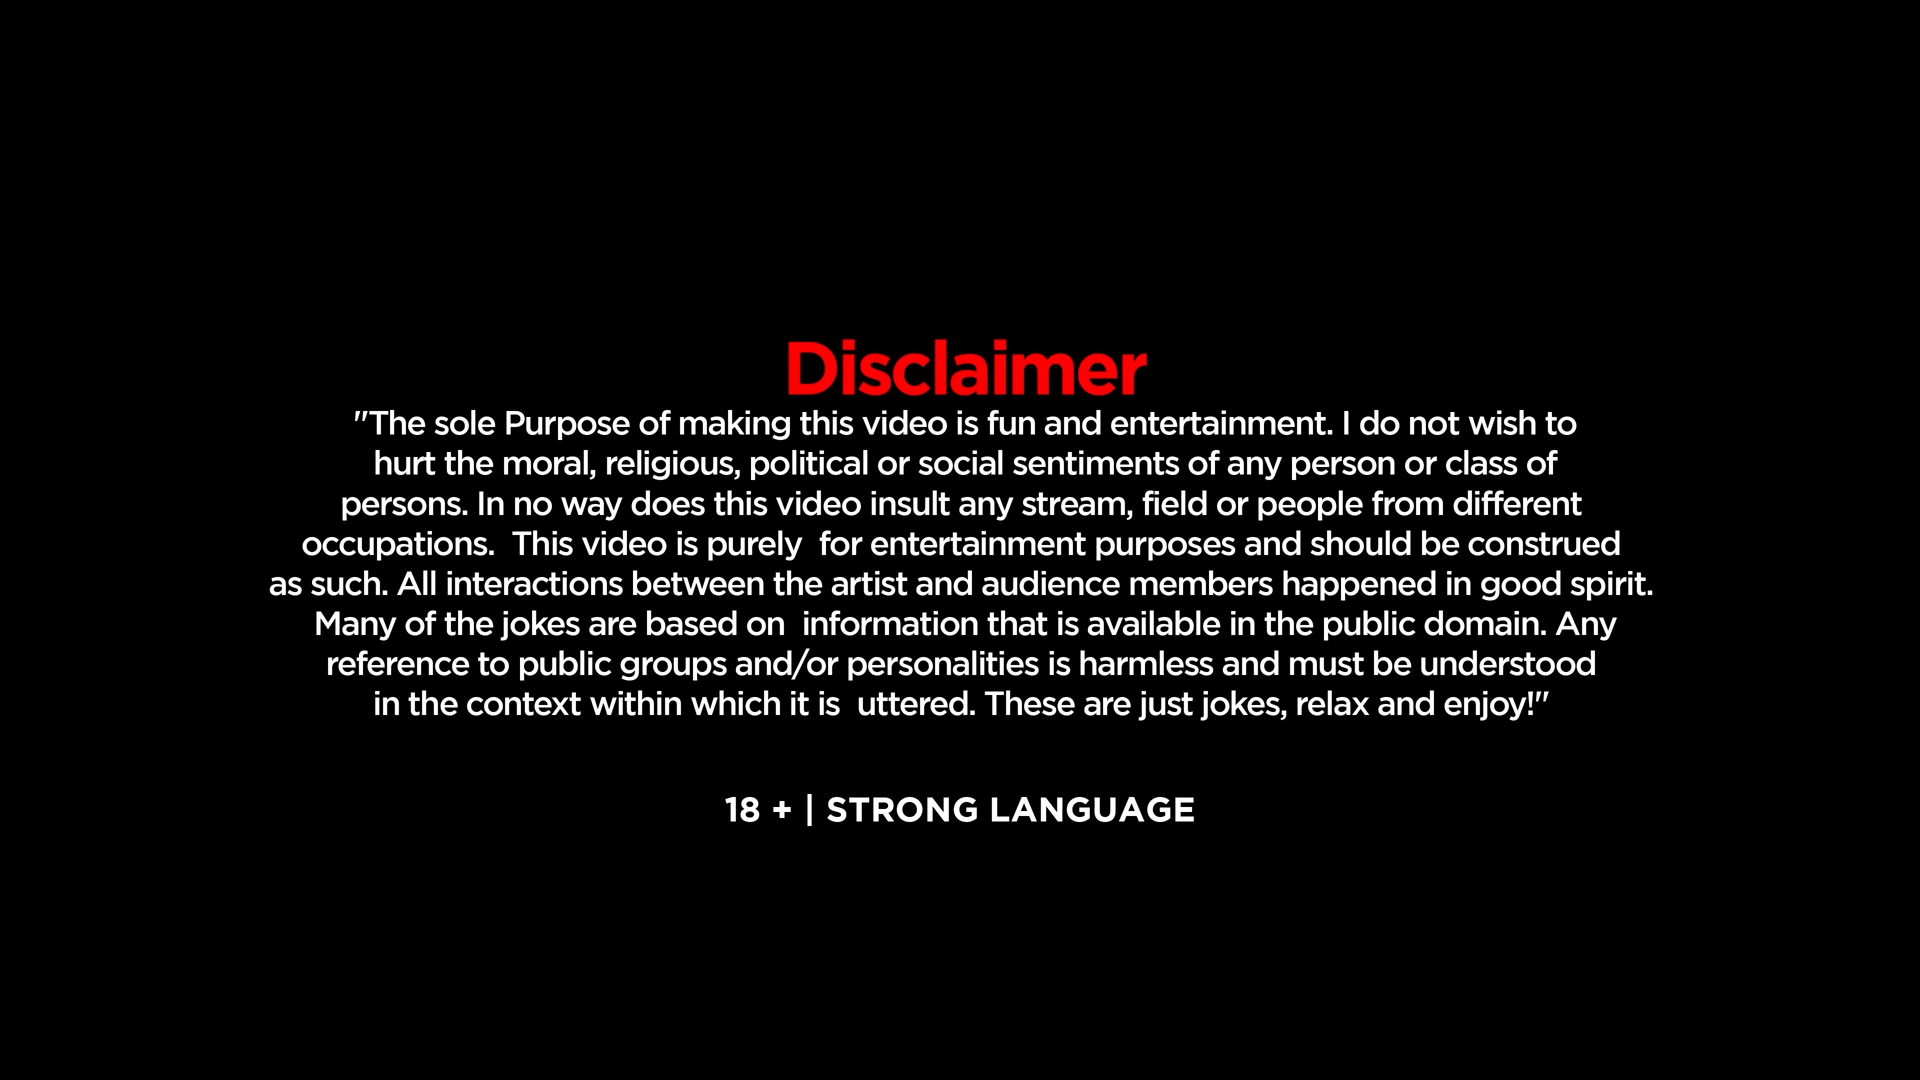 Disclaimer
"The sole Purpose of making this video is fun and entertainment. I do not wish to
hurt the moral, religious, political or social sentiments of any person or class of
persons. In no way does this video insult any stream, field or people from different
occupations.  This video is purely  for entertainment purposes and should be construed
as such. All interactions between the artist and audience members happened in good spirit.
Many of the jokes are based on  information that is available in the public domain. Any
reference to public groups and/or personalities is harmless and must be understood
in the context within which it is  uttered. These are just jokes, relax and enjoy!"
18 + | STRONG LANGUAGE